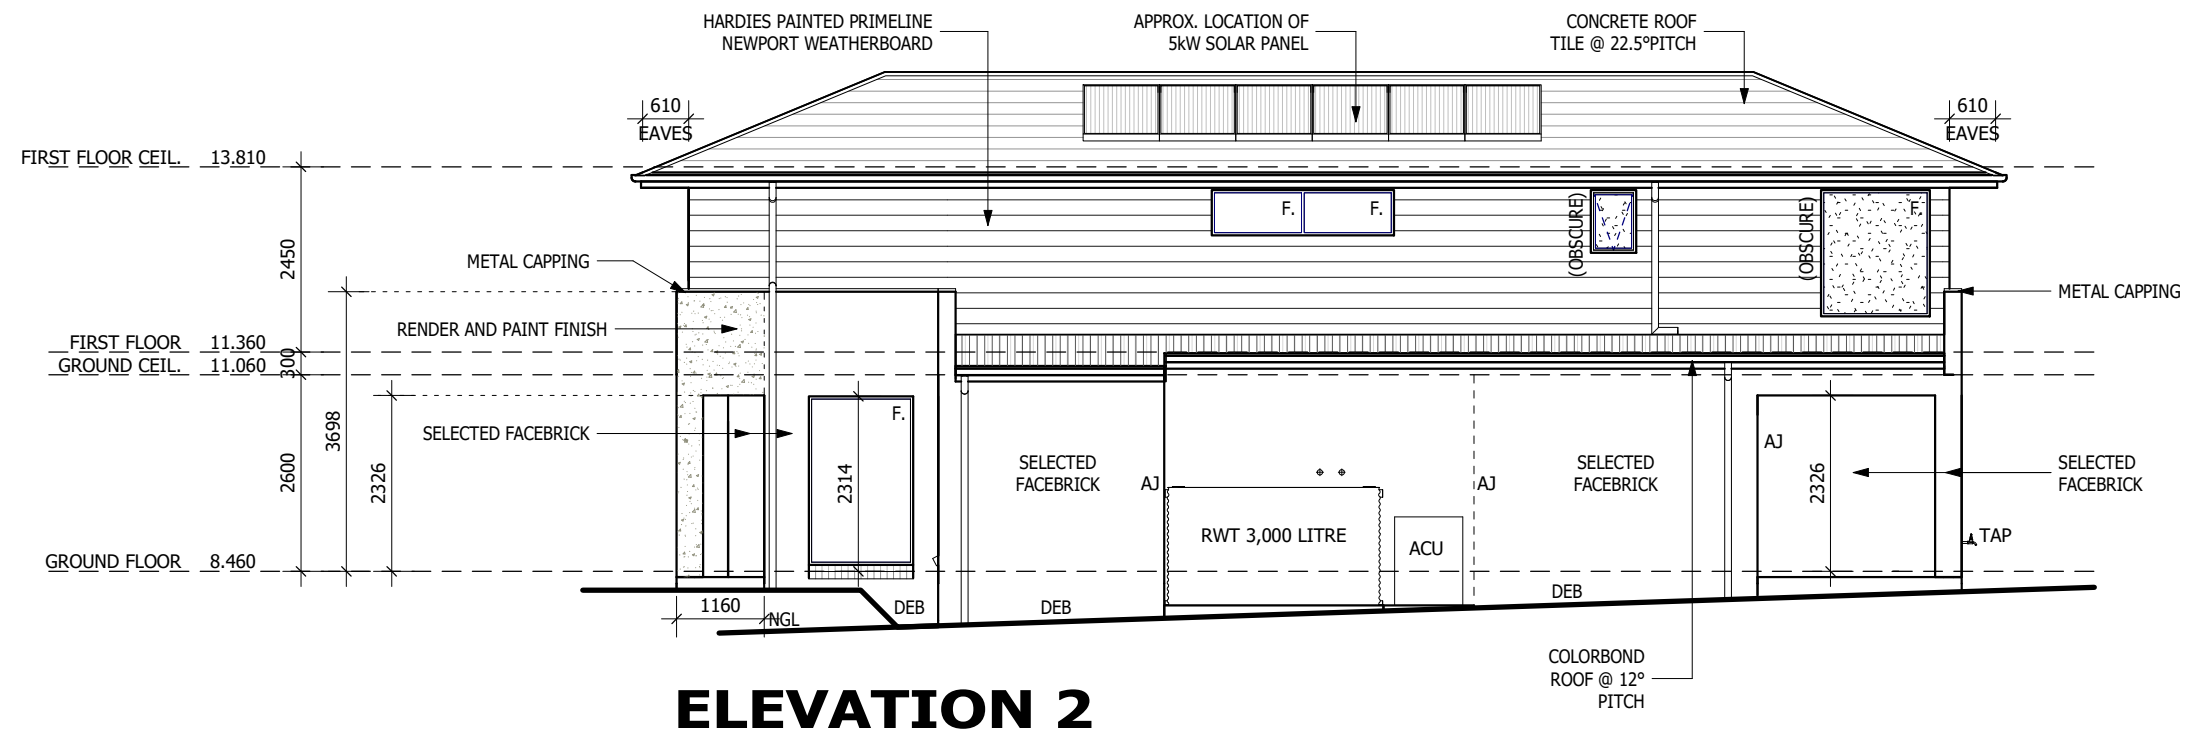 HARDIES PAINTED PRIMELINE
NEWPORT WEATHERBOARD
APPROX. LOCATION OF
5kW SOLAR PANEL
CONCRETE ROOF
TILE @ 22.5°PITCH
610
EAVES
610
EAVES
FIRST FLOOR CEIL. 13.810
F.
F.
(OBSCURE)
(OBSCURE)
F.
2450
METAL CAPPING
METAL CAPPING
RENDER AND PAINT FINISH
FIRST FLOOR 11.360
300
GROUND CEIL. 11.060
3698
2326
2600
SELECTED FACEBRICK
F.
2314
SELECTED
FACEBRICK
AJ
AJ
SELECTED
FACEBRICK
AJ
2326
SELECTED
FACEBRICK
RWT 3,000 LITRE
ACU
TAP
GROUND FLOOR 8.460
1160
NGL
DEB
DEB
DEB
COLORBOND
ROOF @ 12°
PITCH
ELEVATION 2